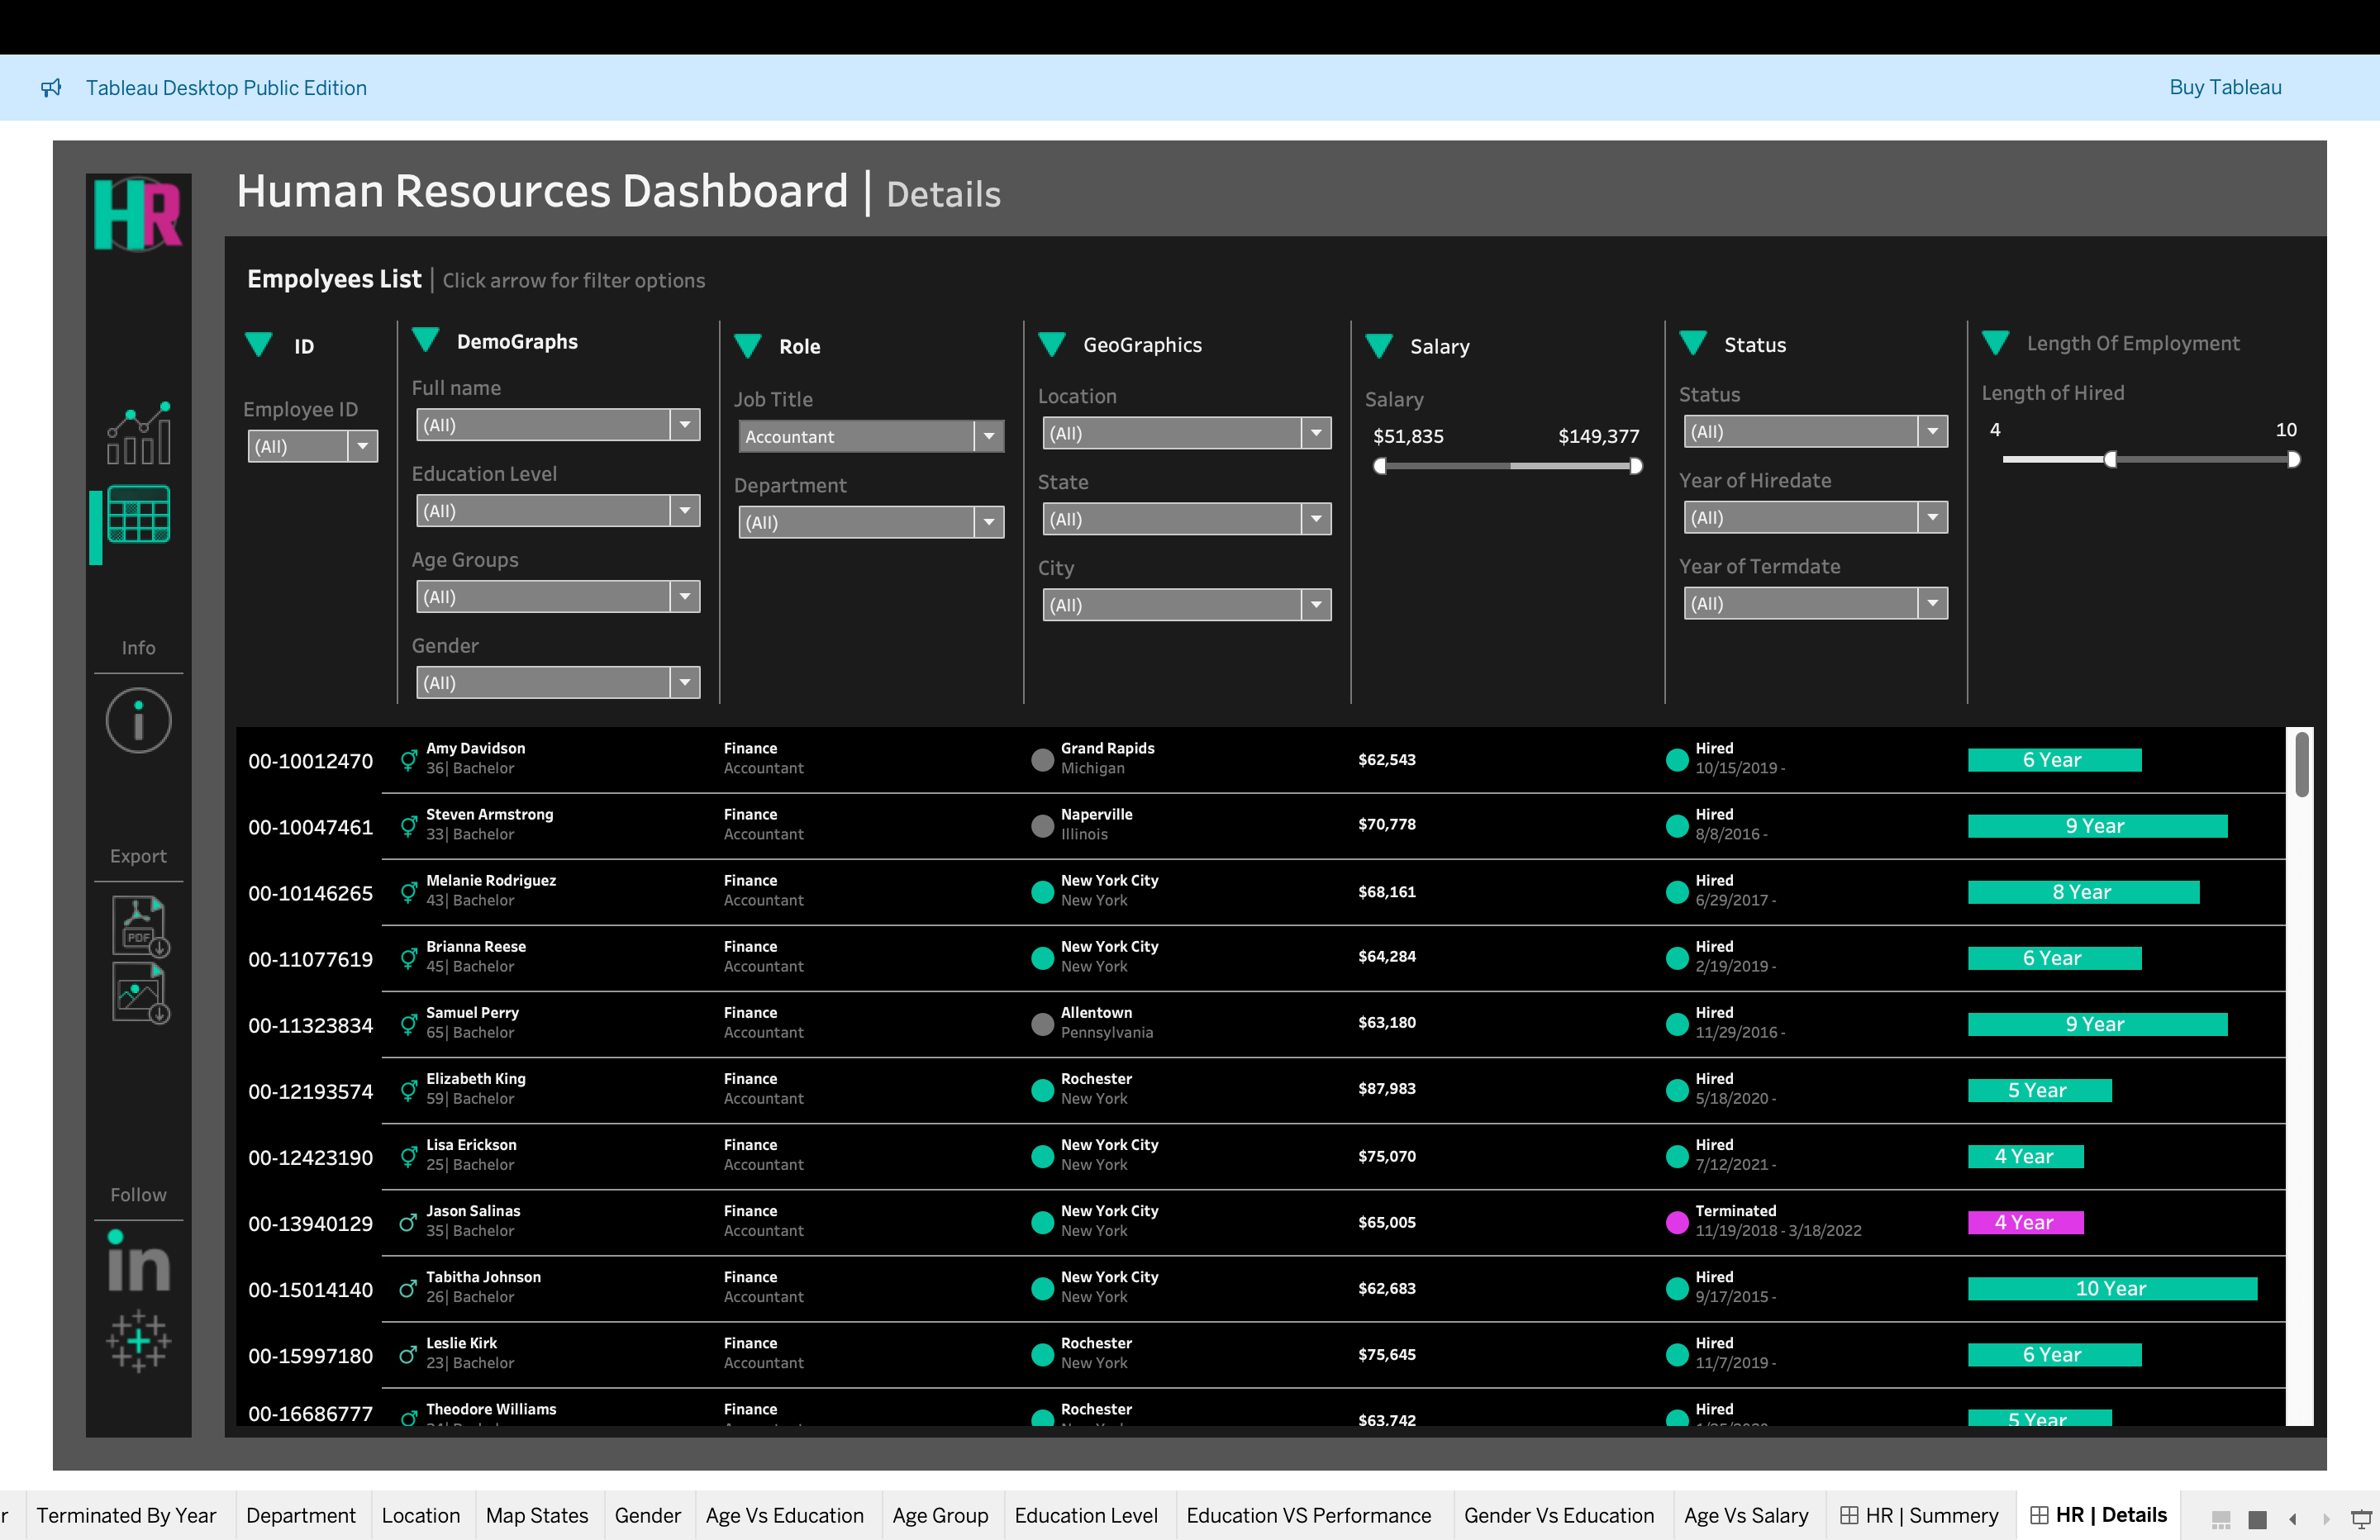 Tableau Desktop Public Edition
Buy Tableau
HR
Human Resources Dashboard | Details
Empolyees List | Click arrow for filter options
ID
Employee ID
(All)
DemoGraphs
Full name
(All)
Education Level
(All)
Age Groups
(All)
Gender
(All)
Role
Job Title
Accountant
Department
(All)
GeoGraphics
Location
(All)
State
(All)
City
(All)
Salary
Salary
$51,835 $149,377
Status
Status
(All)
Year of Hiredate
(All)
Year of Termdate
(All)
Length Of Employment
Length of Hired
4 10
Info
i
Export
PDF
Follow
in
00-10012470 Amy Davidson Finance Grand Rapids $62,543 Hired 6 Year
36| Bachelor Accountant Michigan 10/15/2019 -
00-10047461 Steven Armstrong Finance Naperville $70,778 Hired 9 Year
33| Bachelor Accountant Illinois 8/8/2016 -
00-10146265 Melanie Rodriguez Finance New York City $68,161 Hired 8 Year
43| Bachelor Accountant New York 6/29/2017 -
00-11077619 Brianna Reese Finance New York City $64,284 Hired 6 Year
45| Bachelor Accountant New York 2/19/2019 -
00-11323834 Samuel Perry Finance Allentown $63,180 Hired 9 Year
65| Bachelor Accountant Pennsylvania 11/29/2016 -
00-12193574 Elizabeth King Finance Rochester $87,983 Hired 5 Year
59| Bachelor Accountant New York 5/18/2020 -
00-12423190 Lisa Erickson Finance New York City $75,070 Hired 4 Year
25| Bachelor Accountant New York 7/12/2021 -
00-13940129 Jason Salinas Finance New York City $65,005 Terminated 4 Year
35| Bachelor Accountant New York 11/19/2018 - 3/18/2022
00-15014140 Tabitha Johnson Finance New York City $62,683 Hired 10 Year
26| Bachelor Accountant New York 9/17/2015 -
00-15997180 Leslie Kirk Finance Rochester $75,645 Hired 6 Year
23| Bachelor Accountant New York 11/7/2019 -
00-16686777 Theodore Williams Finance Rochester $63,742 Hired 5 Year
r Terminated By Year Department Location Map States Gender Age Vs Education Age Group Education Level Education VS Performance Gender Vs Education Age Vs Salary HR | Summery HR | Details